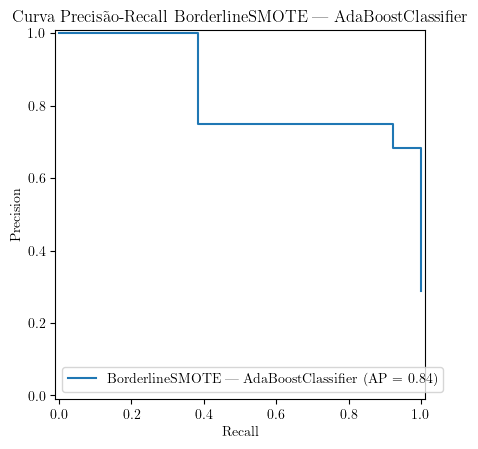 Curva Precisão-Recall BorderlineSMOTE — AdaBoostClassifier
1.0
0.8
0.6
0.4
0.2
0.0
Precision
BorderlineSMOTE — AdaBoostClassifier (AP = 0.84)
0.0 0.2 0.4 0.6 0.8 1.0
Recall